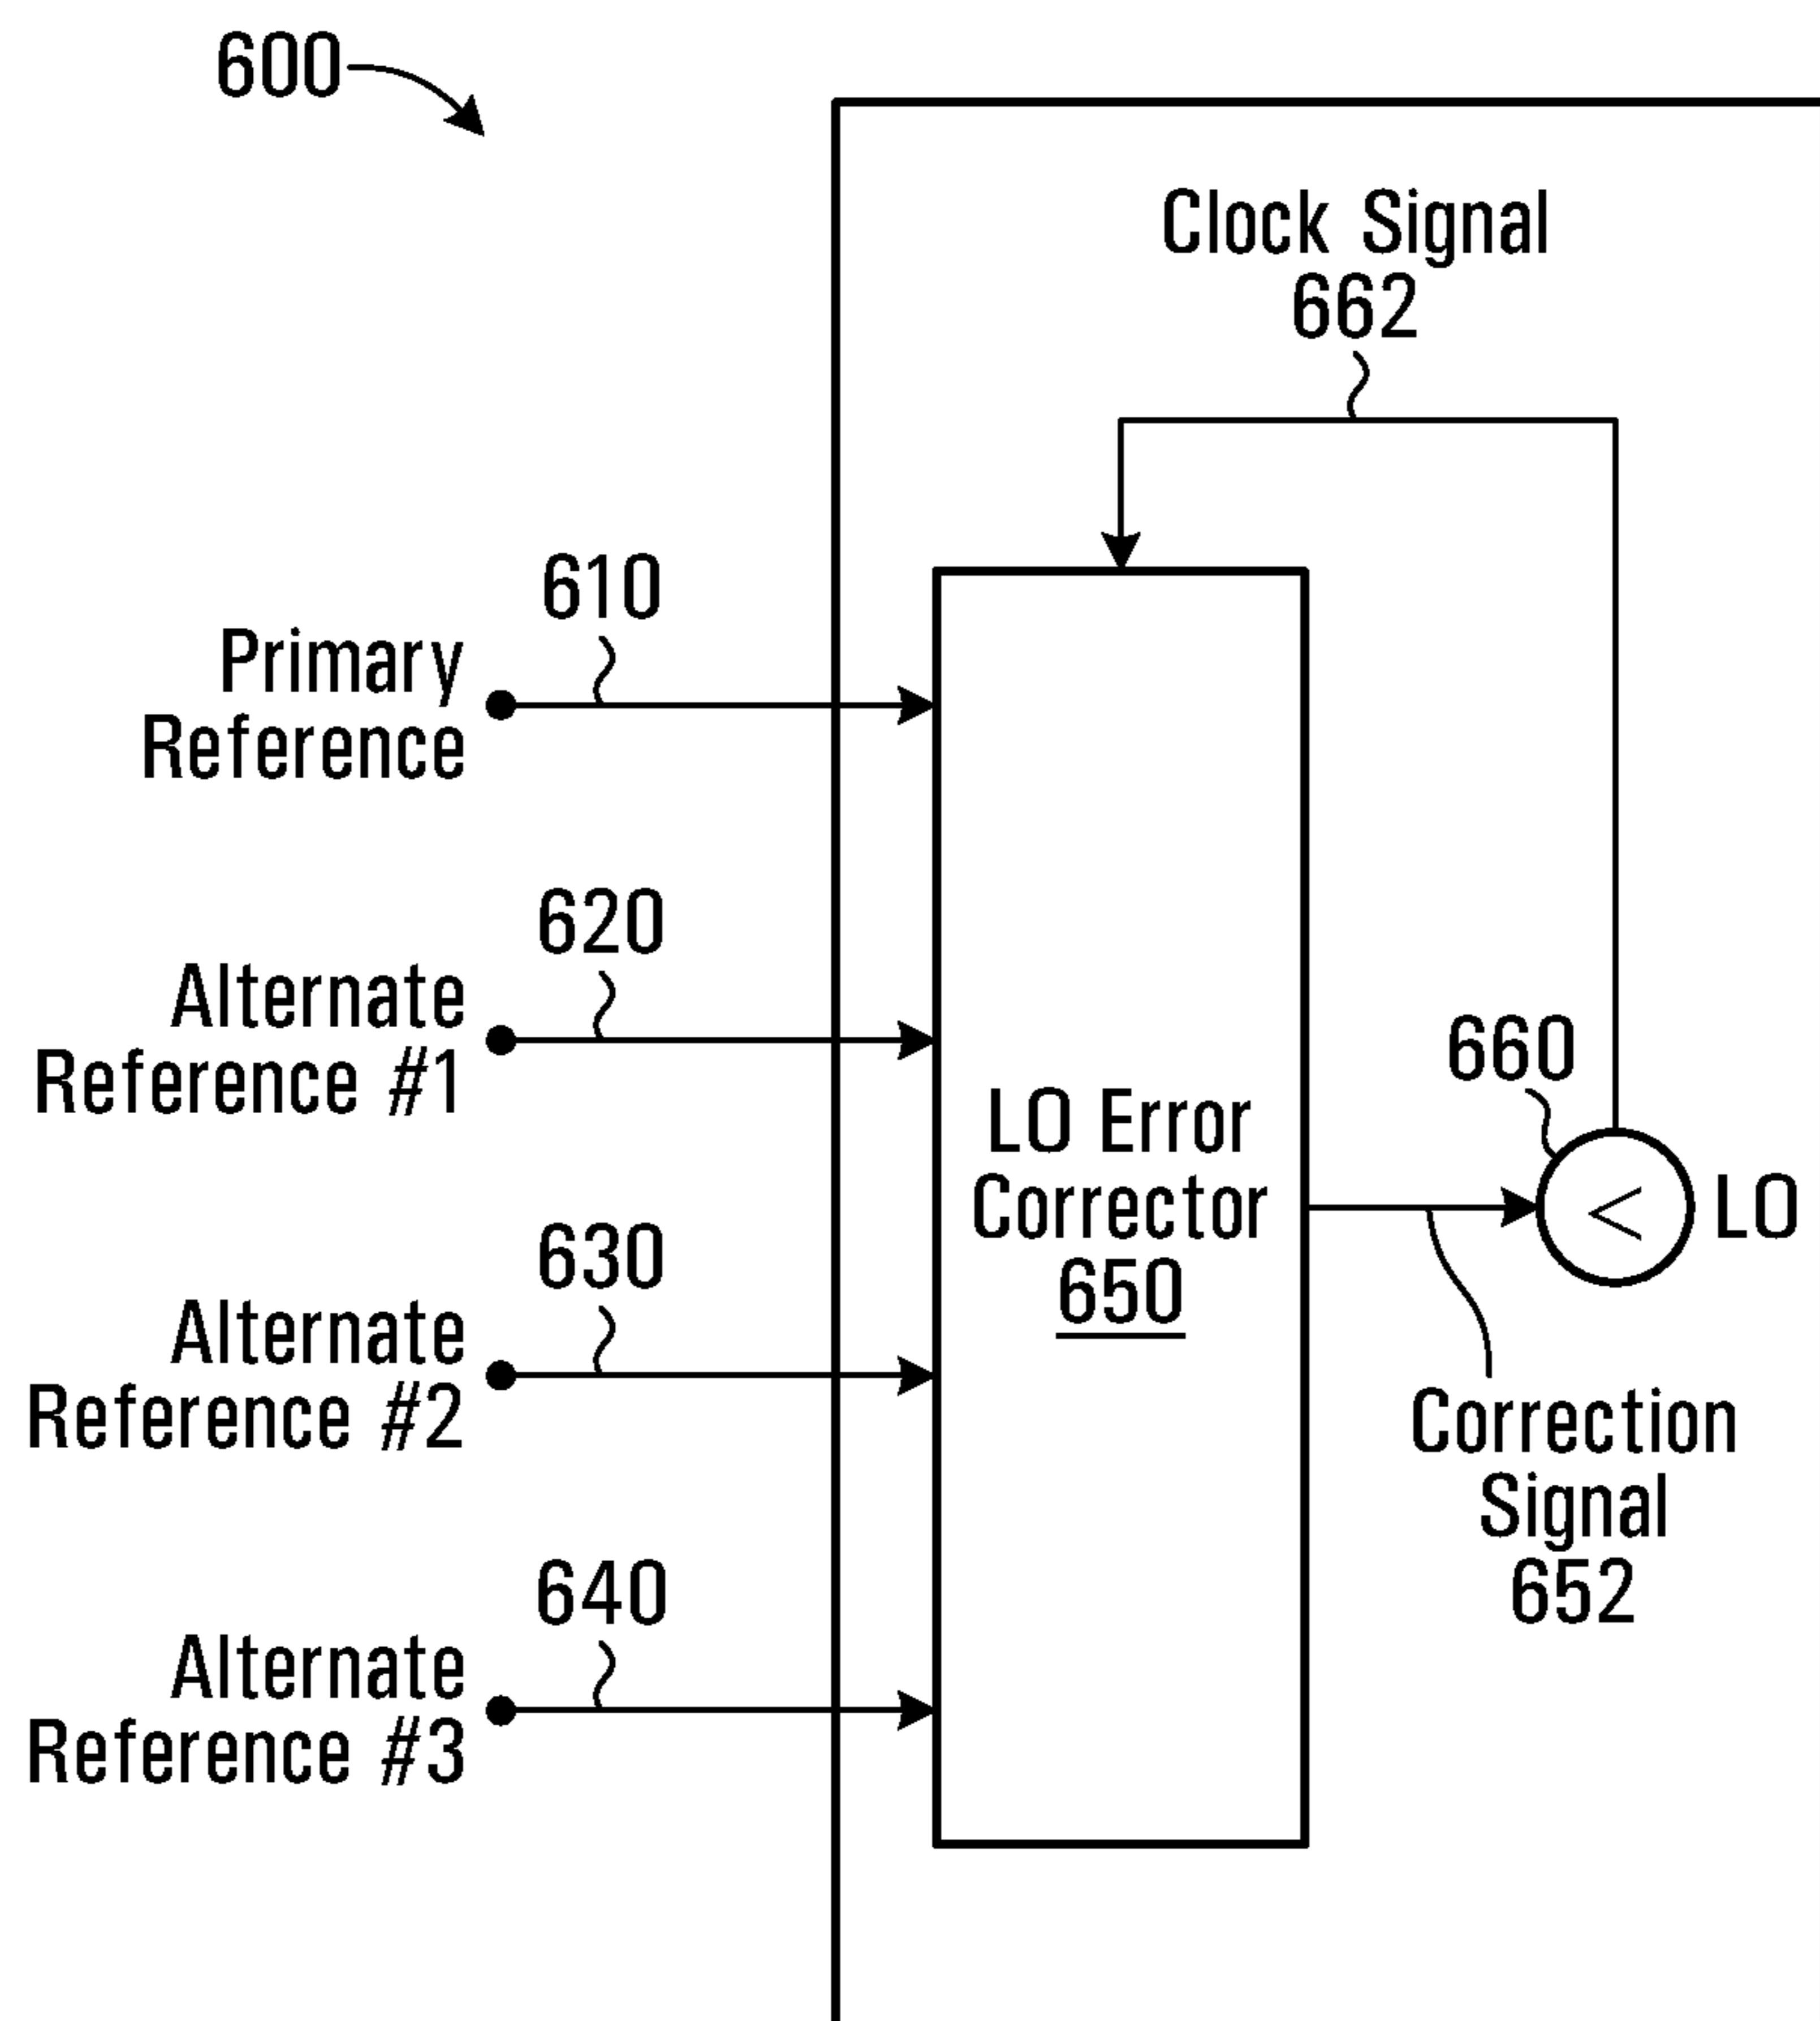 600
Clock Signal
662
610
Primary
Reference
620
Alternate
Reference #1
LO Error
Corrector
650
660
LO
630
Alternate
Reference #2
Correction
Signal
652
640
Alternate
Reference #3